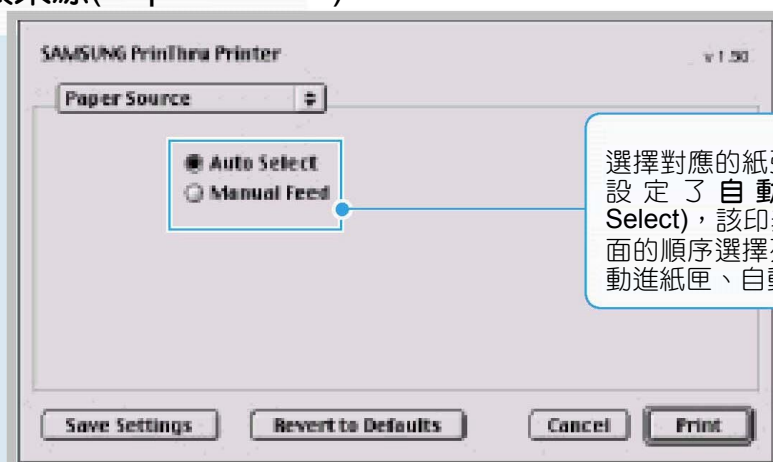 SAMSUNG PrinThru Printer
v 1.50
Paper Source
Auto Select
Manual Feed
選擇對應的紙
設定了自動
Select)，該印
面的順序選擇
動進紙匣、自動
Save Settings
Revert to Defaults
Cancel
Print